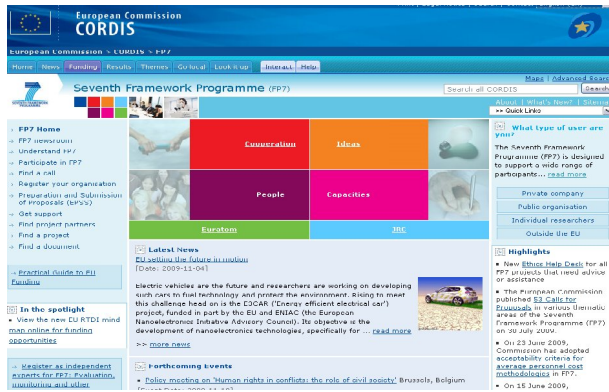 European Commission
CORDIS
European Commission > CORDIS > FP7
Home News Funding Results Themes Go local Look it up Interact Help
Maps | Advanced
Seventh Framework Programme (FP7)
Search all CORDIS
Search
SEVENTH FRAMEWORK PROGRAMME
About | What's New? |
>> Quick Links
FP7 Home
FP7 newsroom
Understand FP7
Participate in FP7
Find a call
Register your organisation
Preparation and Submission of Proposals (EPSS)
Get support
Find project partners
Find a project
Find a document
Practical Guide to EU Funding
In the spotlight
View the new EU RTDI mind map online for funding opportunities
Register as independent experts for FP7: Evaluation, monitoring and other
Cooperation
Ideas
People
Capacities
Euratom
JRC
Latest News
EU setting the future in motion
[Date: 2009-11-04]
Electric vehicles are the future and researchers are working on developing
such cars to fuel technology and protect the environment. Rising to meet
this challenge head on is the E3CAR ('Energy efficient electrical car')
project, funded in part by the EU and ENIAC (the European
Nanoelectronics Initiative Advisory Council). Its objective is the
development of nanoelectronics technologies, specifically for ... read more
>> more news
Forthcoming Events
Policy meeting on 'Human rights in conflicts: the role of civil society' Brussels, Belgium
What type of user are you?
The Seventh Framework
Programme (FP7) is designed
to support a wide range of
participants... read more
Private company
Public organisation
Individual researchers
Outside the EU
Highlights
New Ethics Help Desk for all
FP7 projects that need advice
or assistance
The European Commission
published 53 Calls for
Proposals in various thematic
areas of the Seventh
Framework Programme (FP7)
on 30 July 2009.
On 23 June 2009,
Commission has adopted
acceptability criteria for
average personnel cost
methodologies in FP7.
On 15 June 2009,